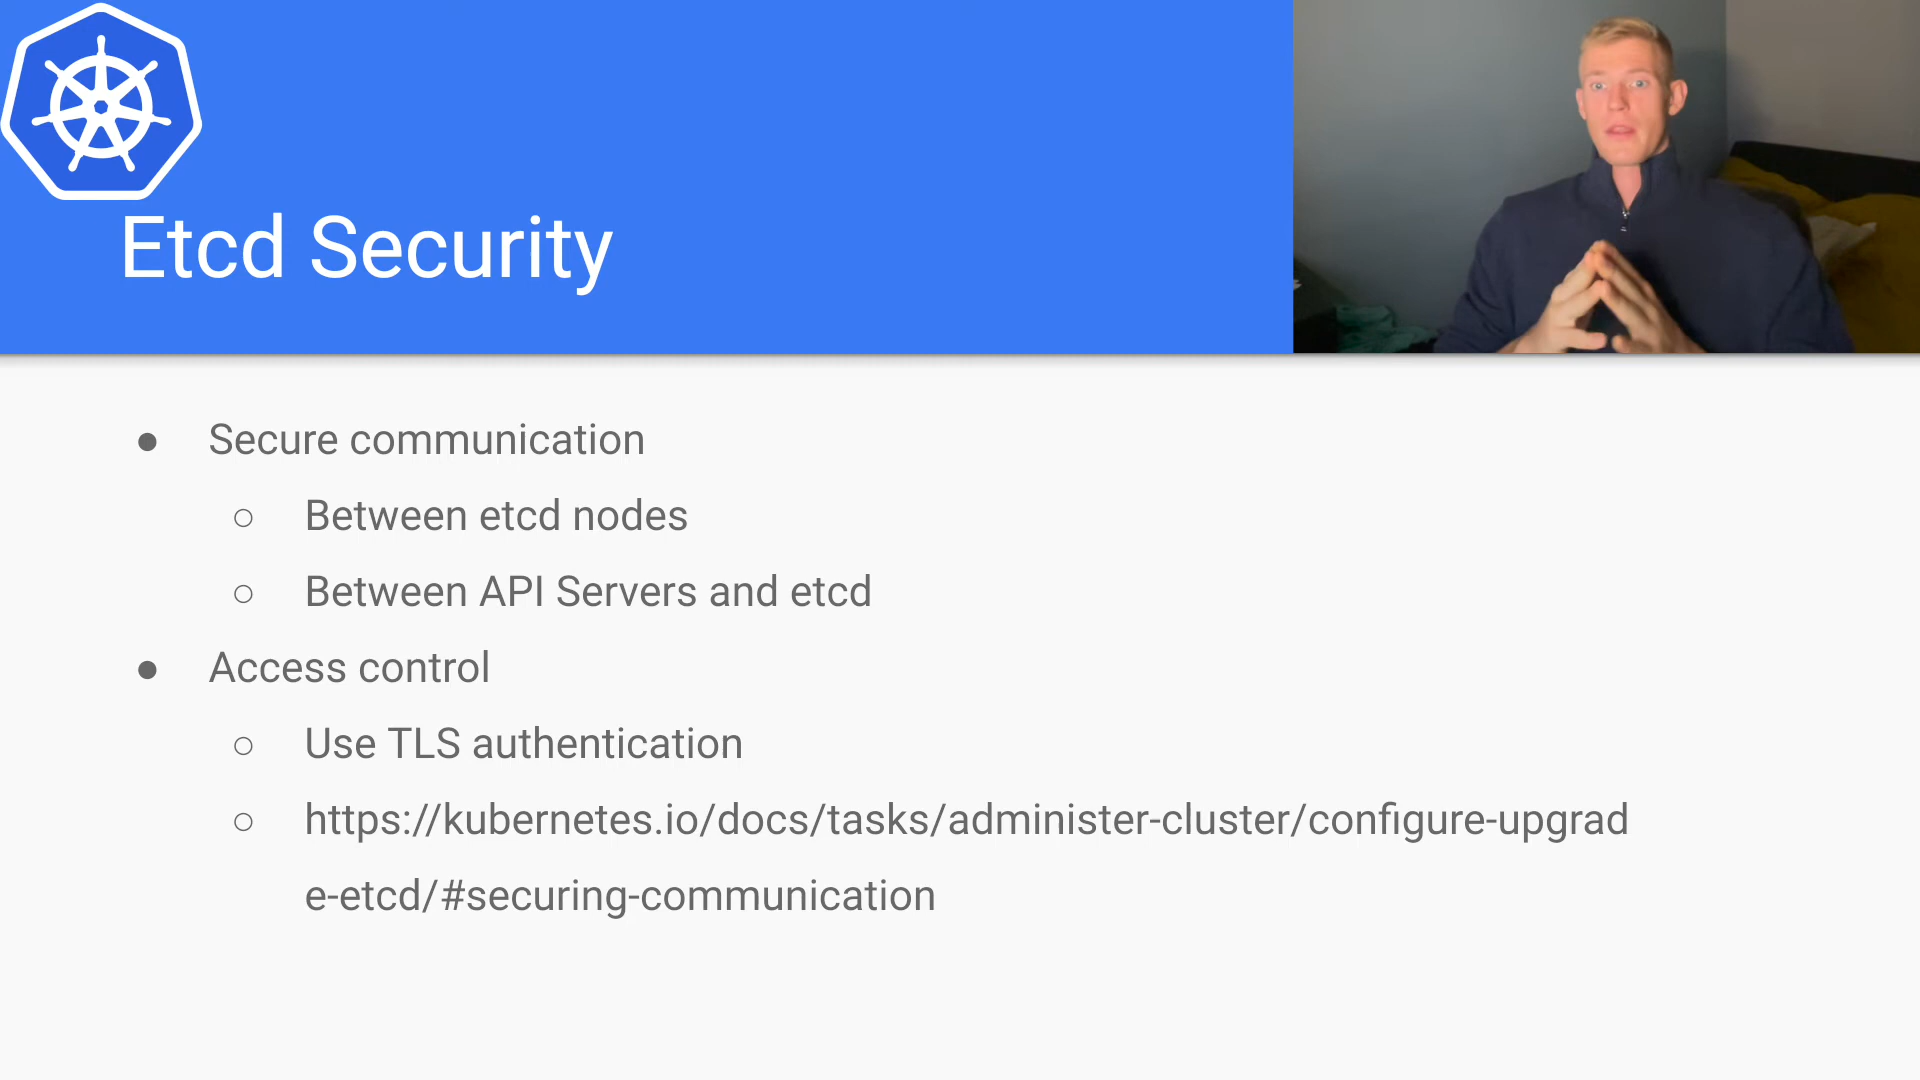 Etcd Security
● Secure communication
○ Between etcd nodes
○ Between API Servers and etcd
● Access control
○ Use TLS authentication
○ https://kubernetes.io/docs/tasks/administer-cluster/configure-upgrad
e-etcd/#securing-communication